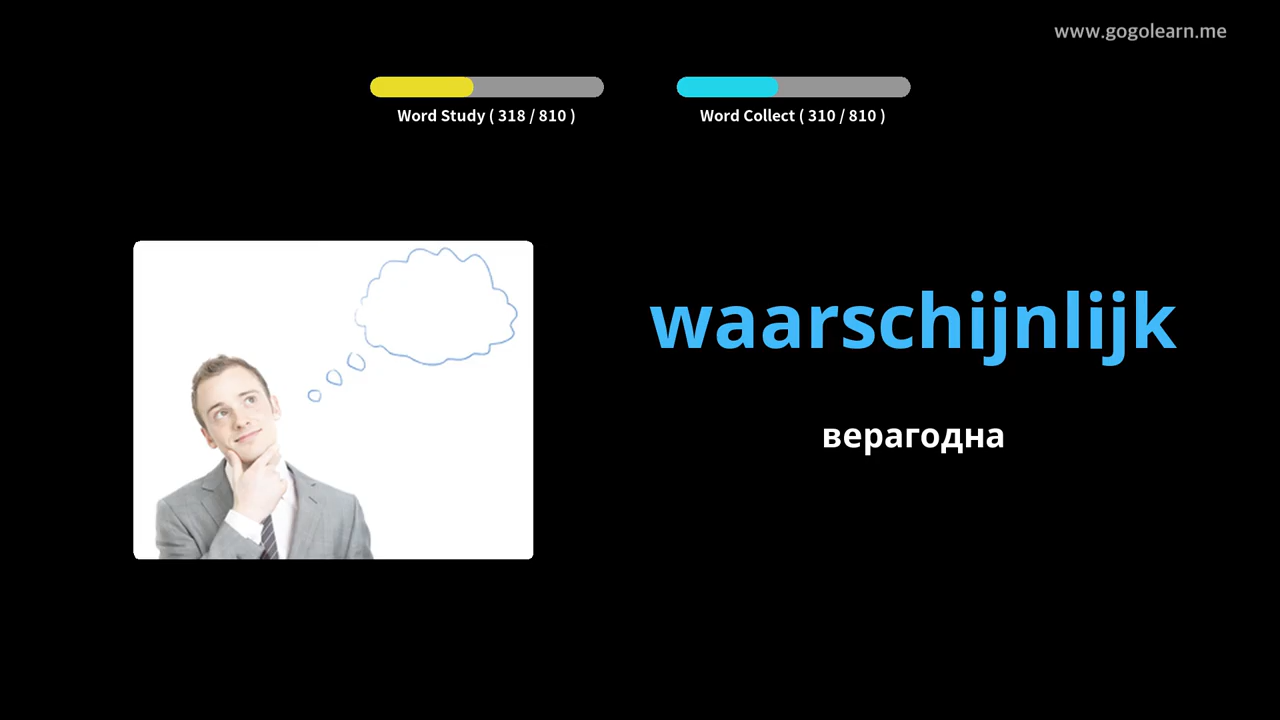 www.gogolearn.me
Word Study ( 318 / 810 )
Word Collect ( 310 / 810 )
waarschijnlijk
верагодна